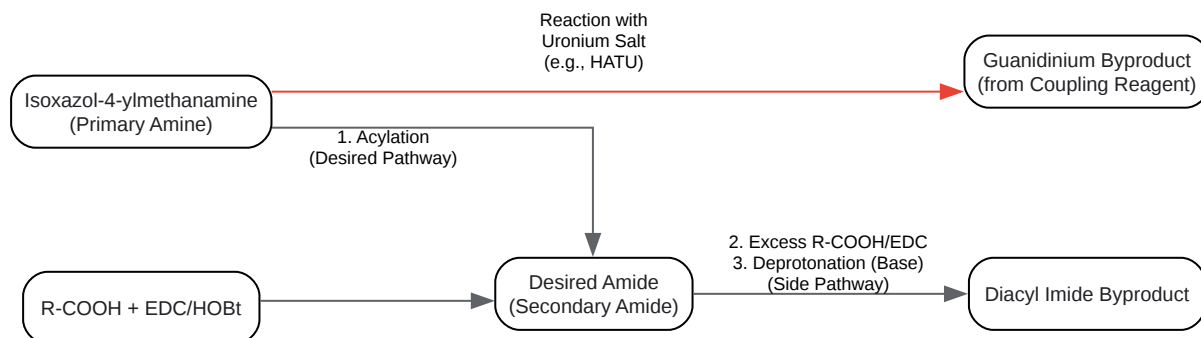 Reaction with
Uronium Salt
(e.g., HATU)
Guanidinium Byproduct
(from Coupling Reagent)
Isoxazol-4-ylmethanamine
(Primary Amine)
1. Acylation
(Desired Pathway)
2. Excess R-COOH/EDC
3. Deprotonation (Base)
(Side Pathway)
R-COOH + EDC/HOBt
Desired Amide
(Secondary Amide)
Diacyl Imide Byproduct